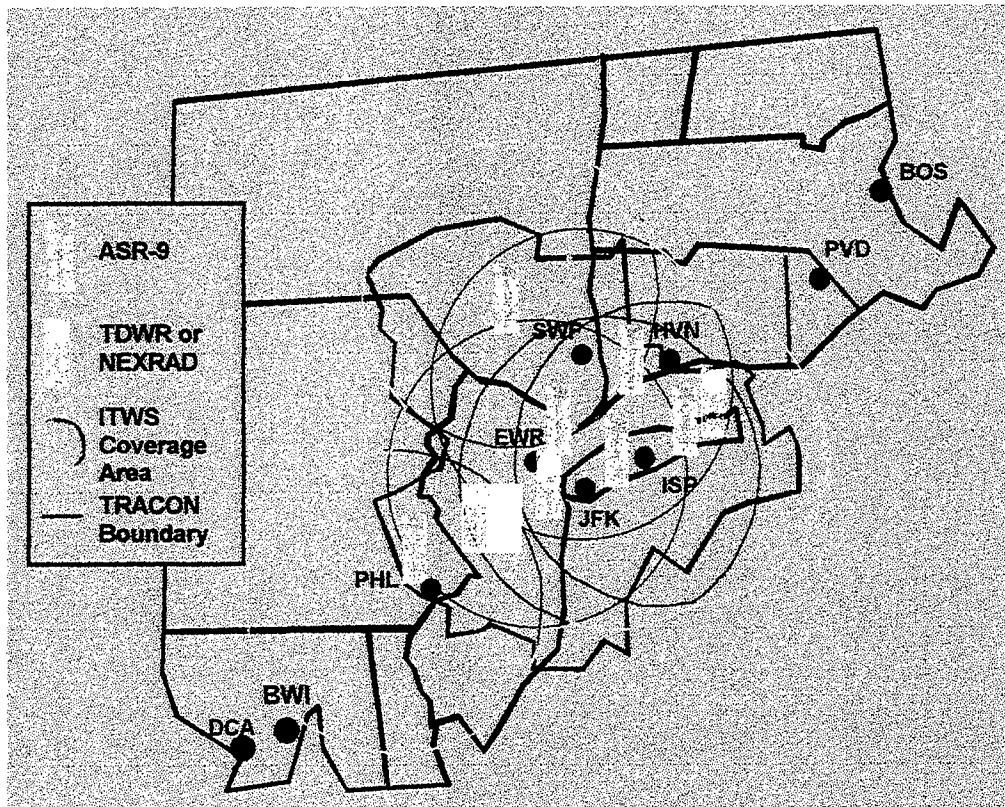 BOS
PVD
ASR-9
TDWR or
NEXRAD
ITWS
Coverage
Area
TRACON
Boundary
SWF
HVN
EWR
ISP
JFK
PHL
BWI
DCA